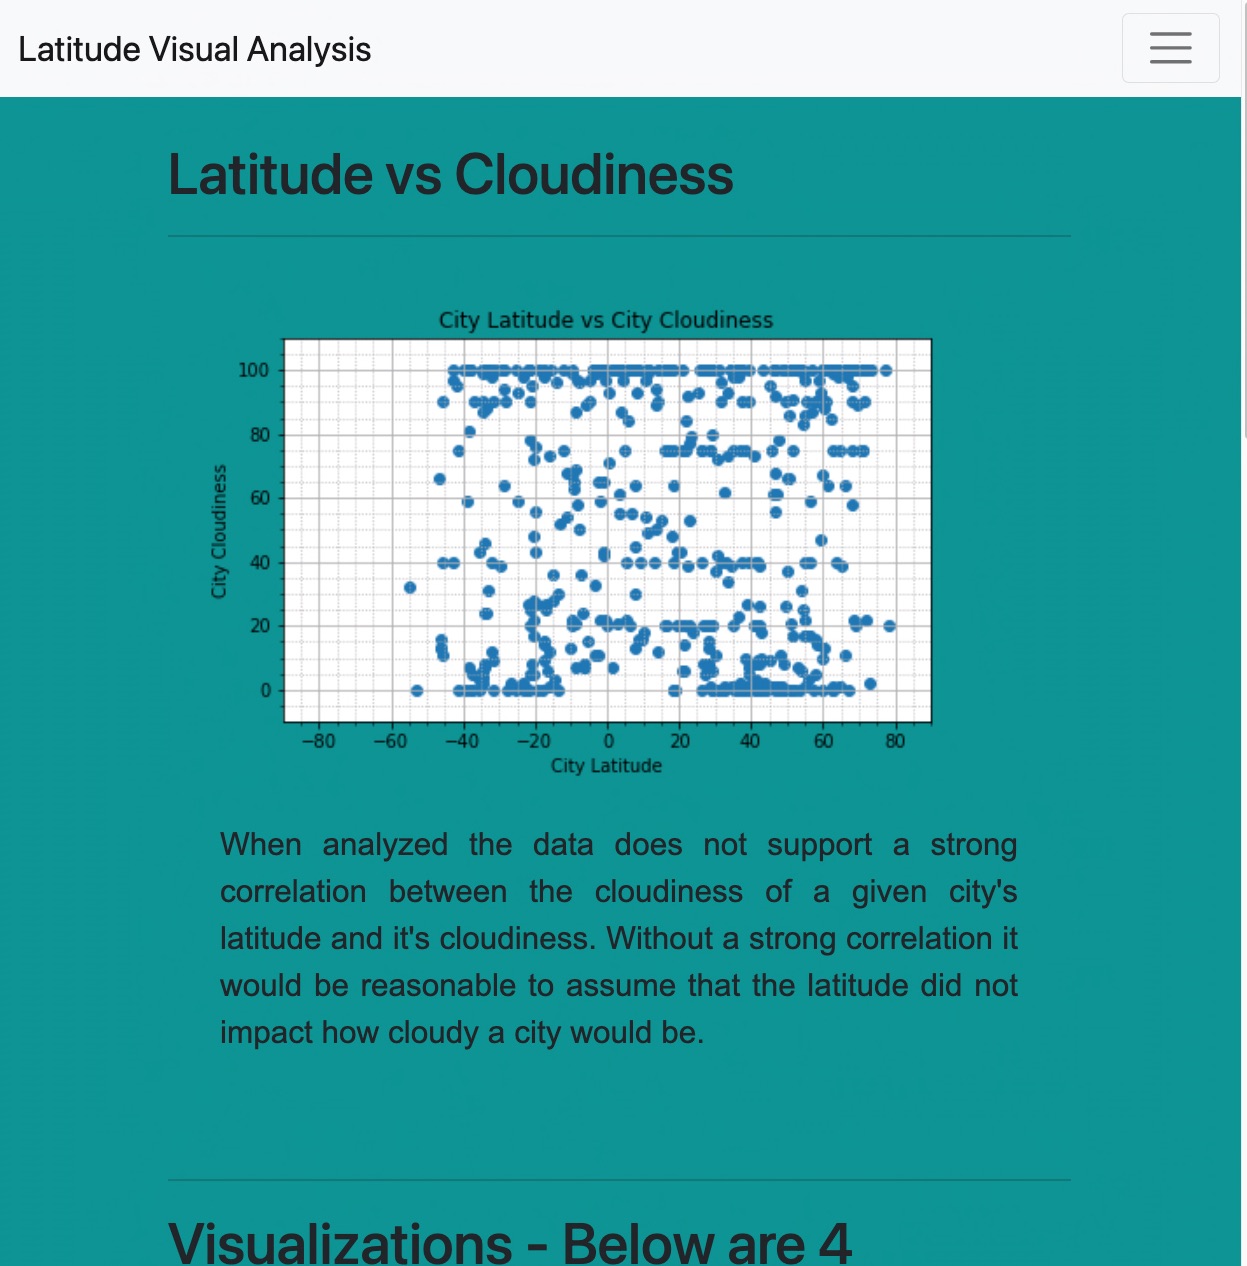 Latitude Visual Analysis
Latitude vs Cloudiness
City Latitude vs City Cloudiness
100
80
60
40
20
0
City Cloudiness
−80 −60 −40 −20 0 20 40 60 80
City Latitude
When analyzed the data does not support a strong
correlation between the cloudiness of a given city's
latitude and it's cloudiness. Without a strong correlation it
would be reasonable to assume that the latitude did not
impact how cloudy a city would be.
Visualizations - Below are 4